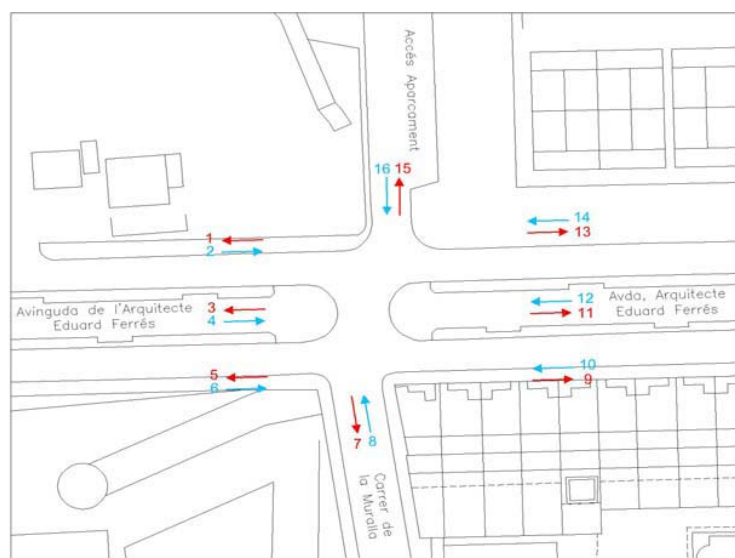 Accés Aparcament
16 15
14
13
1
2
12
11
3
4
Avinguda de l'Arquitecte
Eduard Ferrés
Avda. Arquitecte
Eduard Ferrés
10
9
5
6
7 8
Carrer de
la Muralla